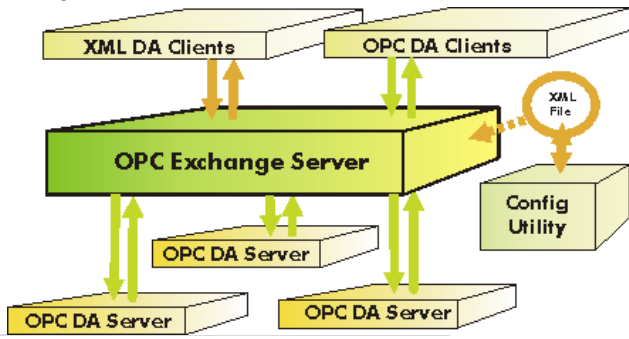 XML DA Clients
OPC DA Clients
XML
File
OPC Exchange Server
Config
Utility
OPC DA Server
OPC DA Server
OPC DA Server